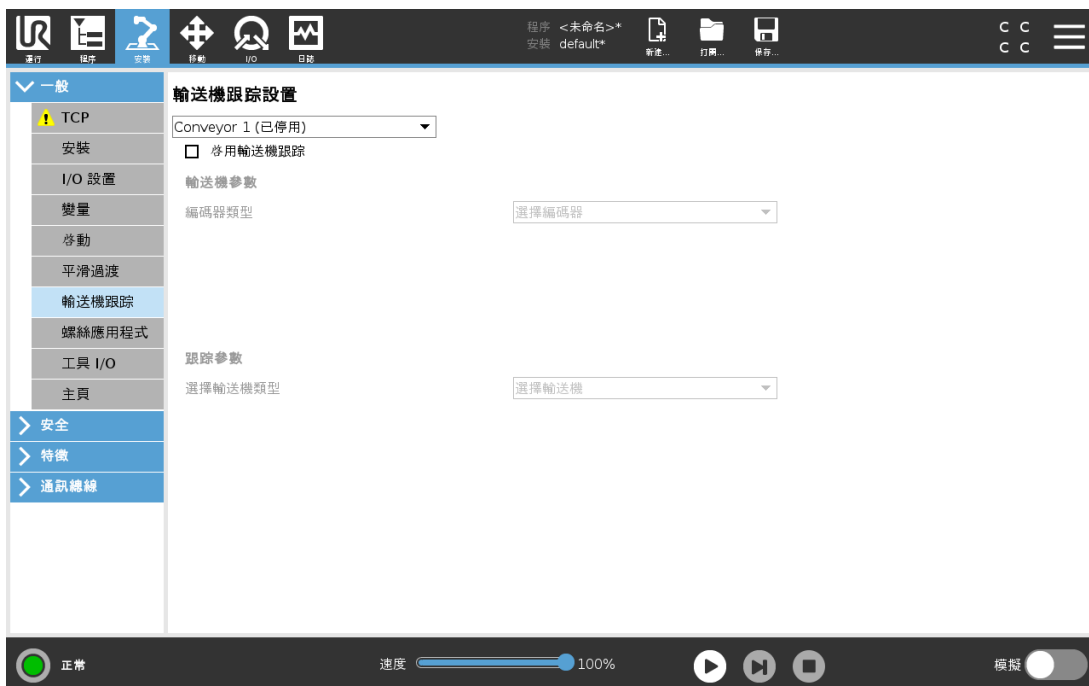 UR
程序 <未命名>*
安裝 default*
運行 程序 安裝 移動 I/O 日誌 新建... 打開... 保存...
C C
C C
一般
TCP
安裝
I/O 設置
變量
啓動
平滑過渡
輸送機跟踪
螺絲應用程式
工具 I/O
主頁
安全
特徵
通訊總線
輸送機跟踪設置
Conveyor 1 (已停用)
啓用輸送機跟踪
輸送機參數
編碼器類型 選擇編碼器
跟踪參數
選擇輸送機類型 選擇輸送機
正常 速度 100% 模擬